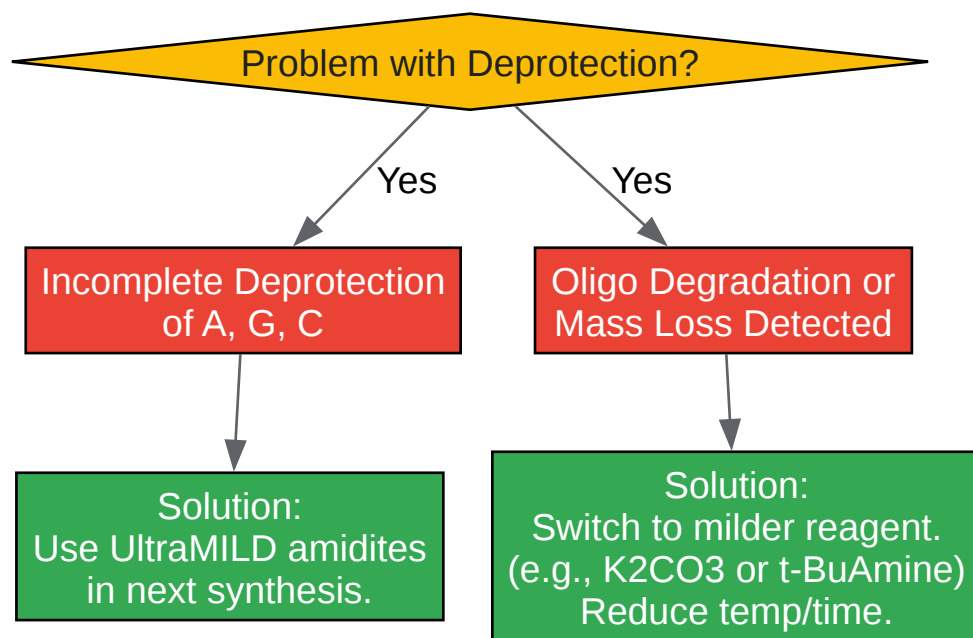 Problem with Deprotection?
Yes
Yes
Incomplete Deprotection
of A, G, C
Oligo Degradation or
Mass Loss Detected
Solution:
Use UltraMILD amidites
in next synthesis.
Solution:
Switch to milder reagent.
(e.g., K2CO3 or t-BuAmine)
Reduce temp/time.